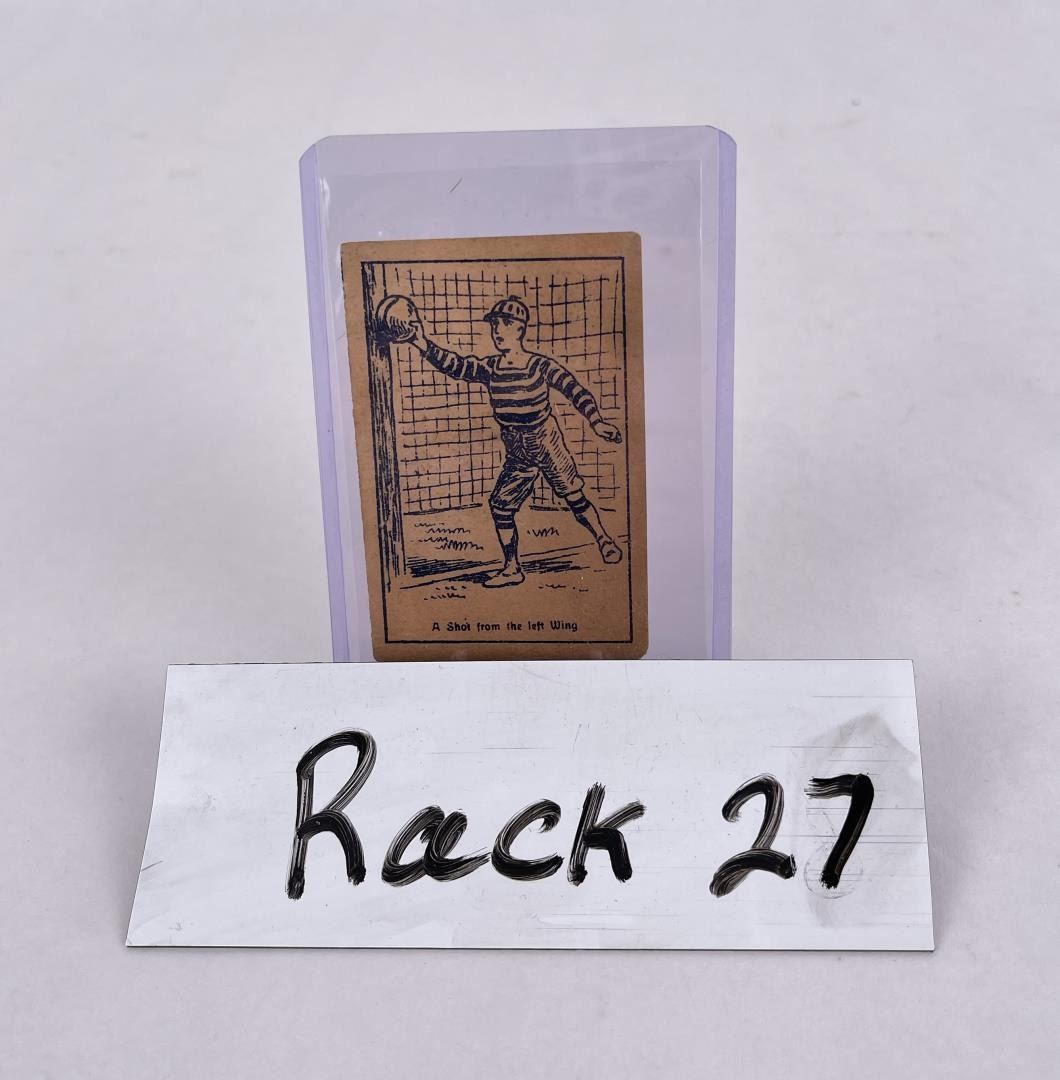 A Shot from the left Wing
Rack 27